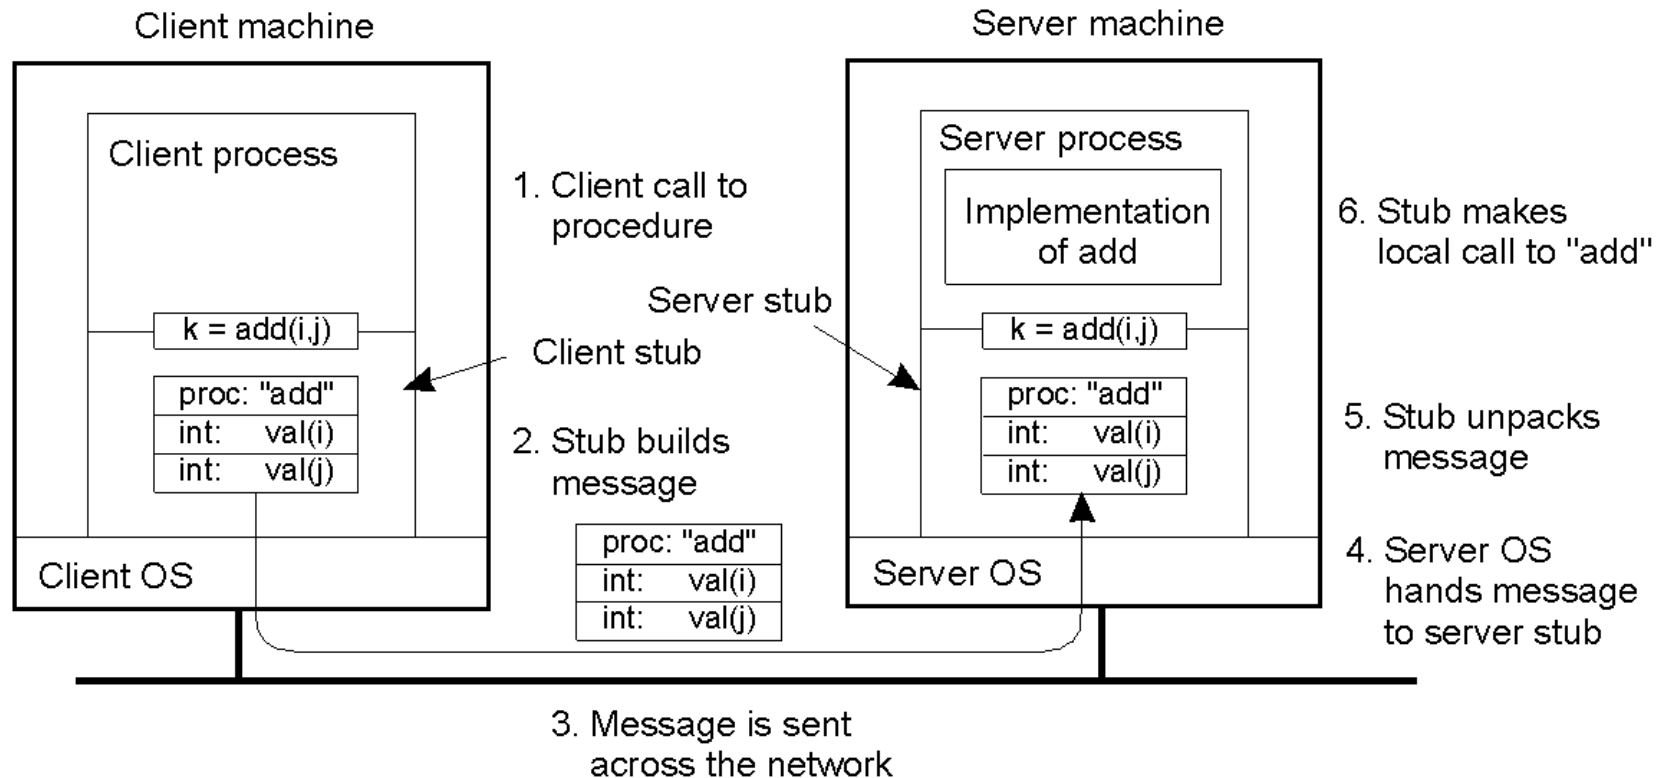 Client machine
Server machine
Client process
1. Client call to
procedure
k = add(i,j)
Client stub
proc: "add"
int: val(i)
int: val(j)
2. Stub builds
message
proc: "add"
int: val(i)
int: val(j)
Client OS
3. Message is sent
across the network
Server process
Implementation
of add
6. Stub makes
local call to "add"
Server stub
k = add(i,j)
proc: "add"
int: val(i)
int: val(j)
5. Stub unpacks
message
Server OS
4. Server OS
hands message
to server stub